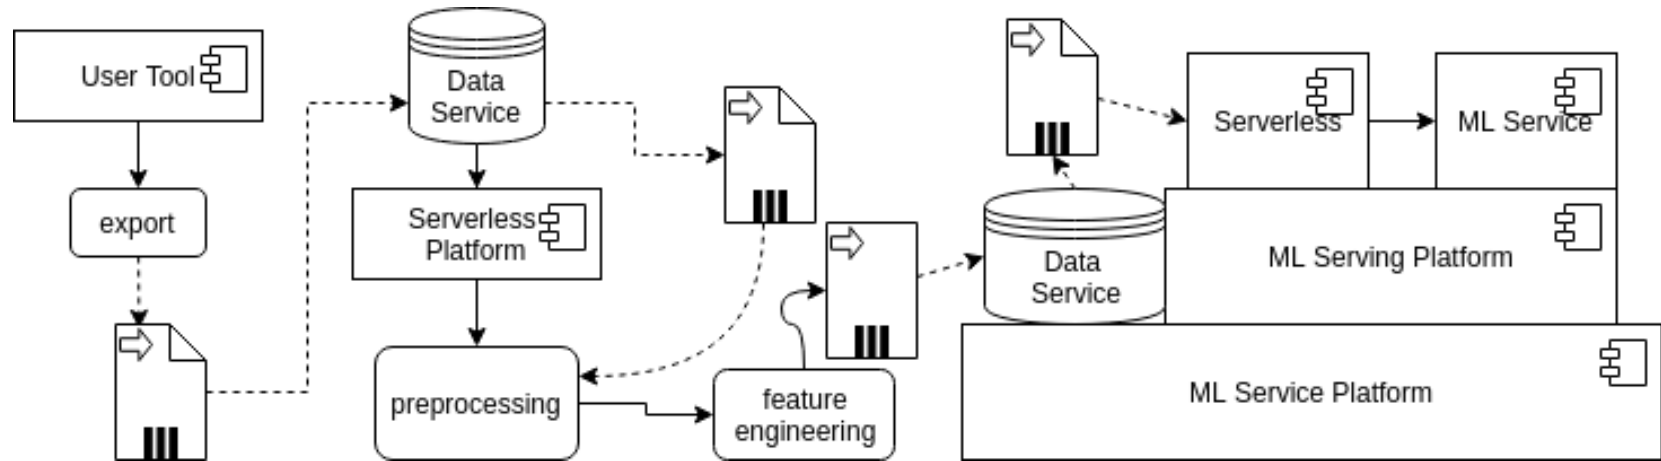 User Tool
export
Data
Service
Serverless
Platform
preprocessing
feature
engineering
Data
Service
Serverless
ML Service
ML Serving Platform
ML Service Platform